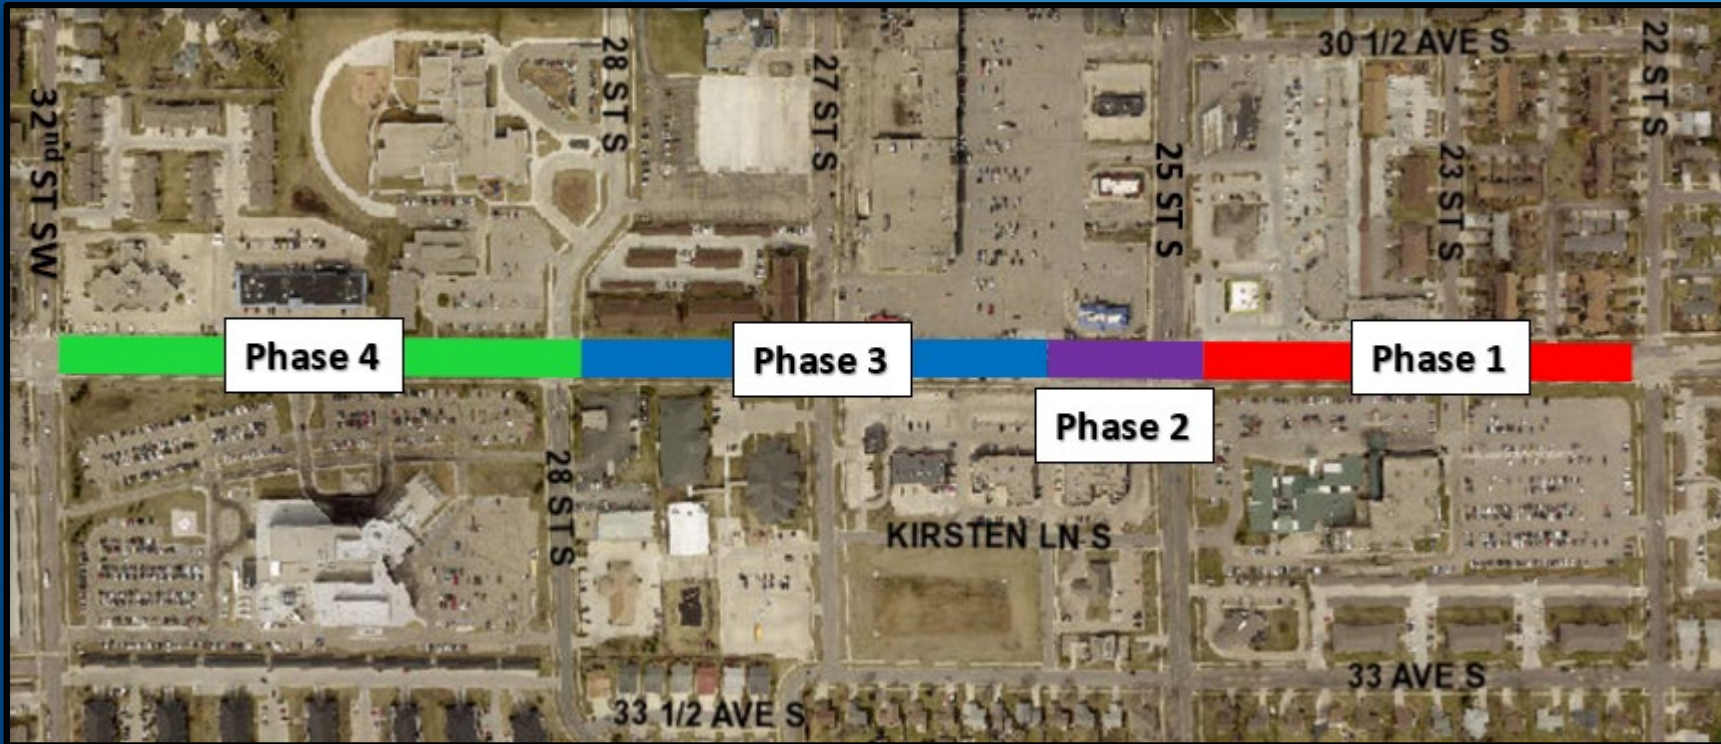 30 1/2 AVE S
22 ST S
28 ST S
27 ST S
32nd ST SW
25 ST S
23 ST S
Phase 4
Phase 3
Phase 1
Phase 2
28 ST S
KIRSTEN LN S
33 AVE S
33 1/2 AVE S